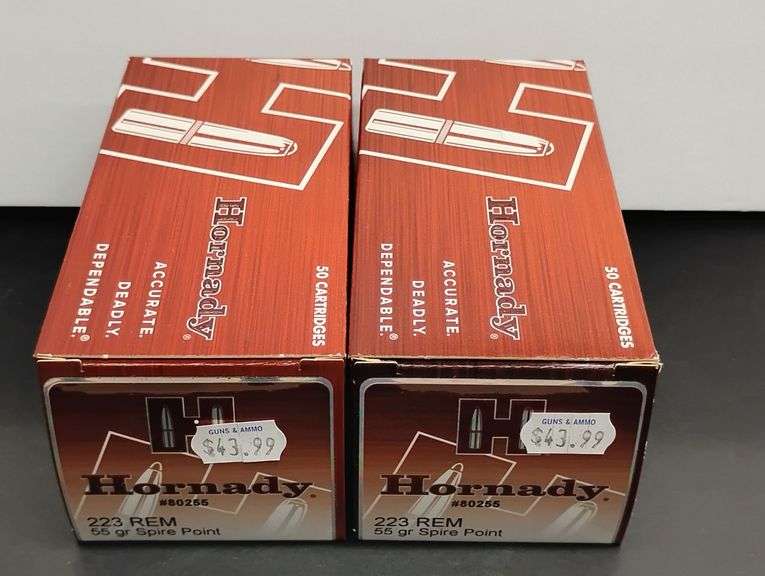 Hornady
ACCURATE.
DEADLY.
DEPENDABLE.®
50 CARTRIDGES
Hornady
ACCURATE.
DEADLY.
DEPENDABLE.®
50 CARTRIDGES
H
GUNS & AMMO
$43.99
Hornady®
#80255
223 REM
55 gr Spire Point
H
GUNS & AMMO
$43.99
Hornady®
#80255
223 REM
55 gr Spire Point